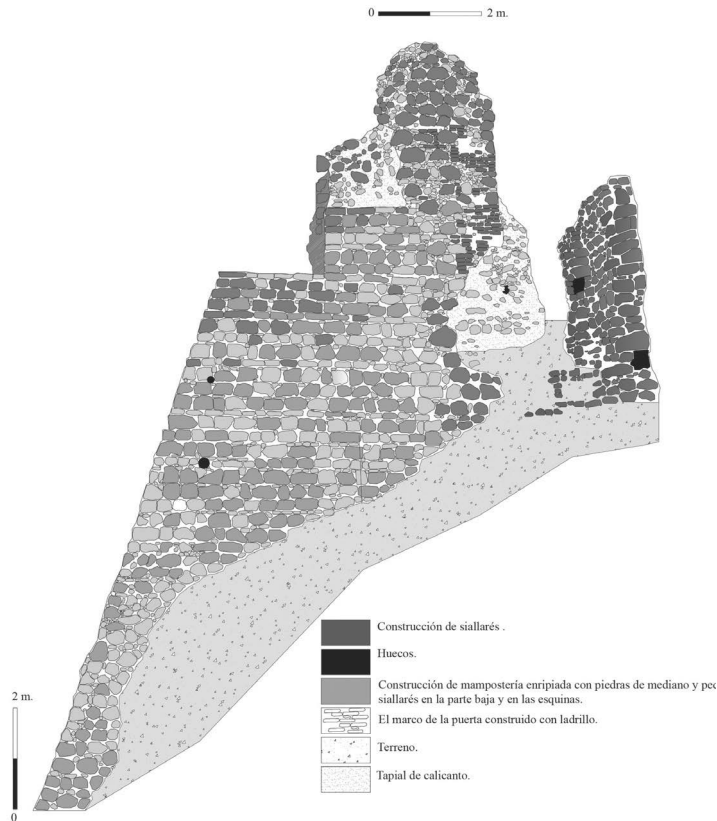 0 2 m.
Construcción de siallarés .
Huecos.
Construcción de mampostería enripiada con piedras de mediano y
siallarés en la parte baja y en las esquinas.
El marco de la puerta construido con ladrillo.
Terreno.
Tapial de calicanto.
2 m.
0